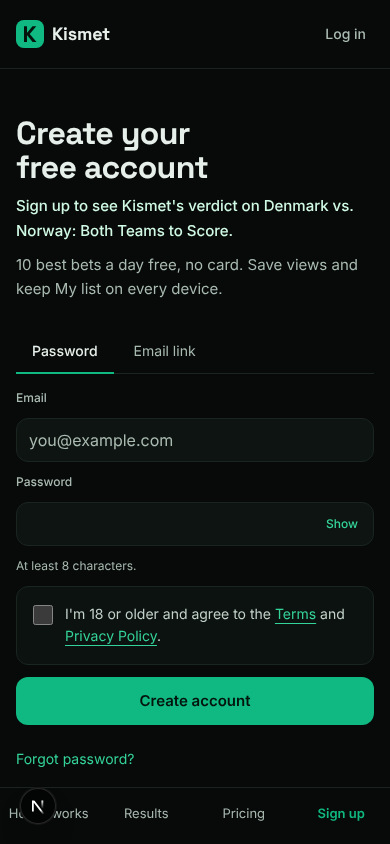 K Kismet
Log in
Create your
free account
Sign up to see Kismet's verdict on Denmark vs.
Norway: Both Teams to Score.
10 best bets a day free, no card. Save views and
keep My list on every device.
Password
Email link
Email
you@example.com
Password
Show
At least 8 characters.
I'm 18 or older and agree to the Terms and
Privacy Policy.
Create account
Forgot password?
N
Results
Pricing
Sign up